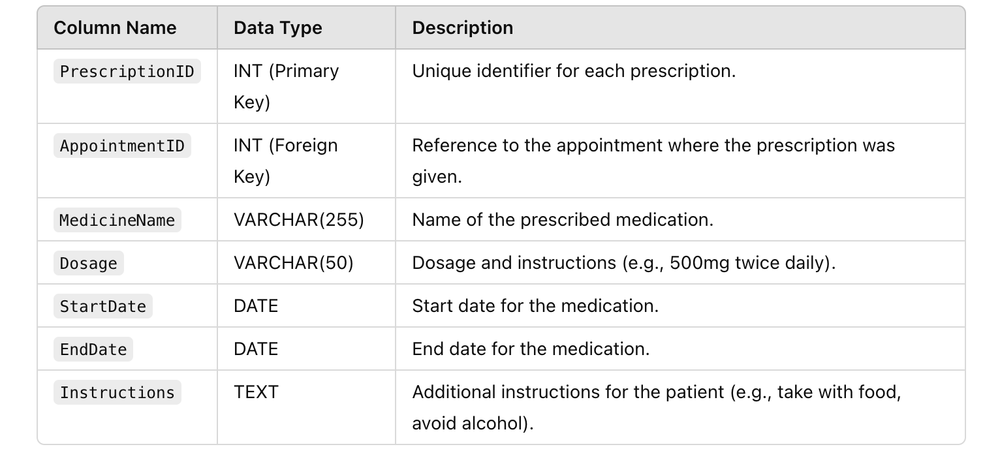 Column Name Data Type Description
PrescriptionID INT (Primary Unique identifier for each prescription.
Key)
AppointmentID INT (Foreign Reference to the appointment where the prescription was
Key) given.
MedicineName VARCHAR(255) Name of the prescribed medication.
Dosage VARCHAR(50) Dosage and instructions (e.g., 500mg twice daily).
StartDate DATE Start date for the medication.
EndDate DATE End date for the medication.
Instructions TEXT Additional instructions for the patient (e.g., take with food,
avoid alcohol).